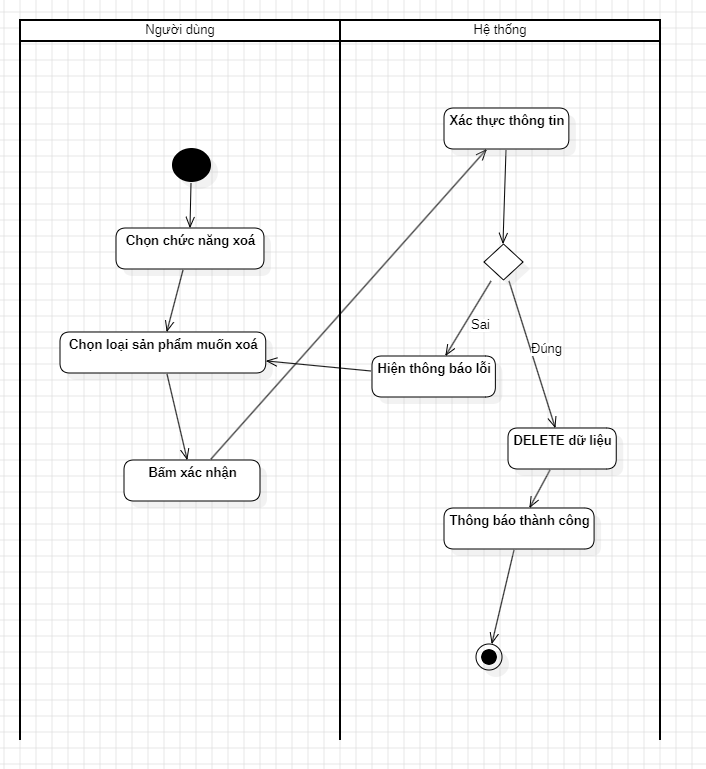 Người dùng
Hệ thống
Xác thực thông tin
Chọn chức năng xoá
Sai
Đúng
Chọn loại sản phẩm muốn xoá
Hiện thông báo lỗi
DELETE dữ liệu
Bấm xác nhận
Thông báo thành công